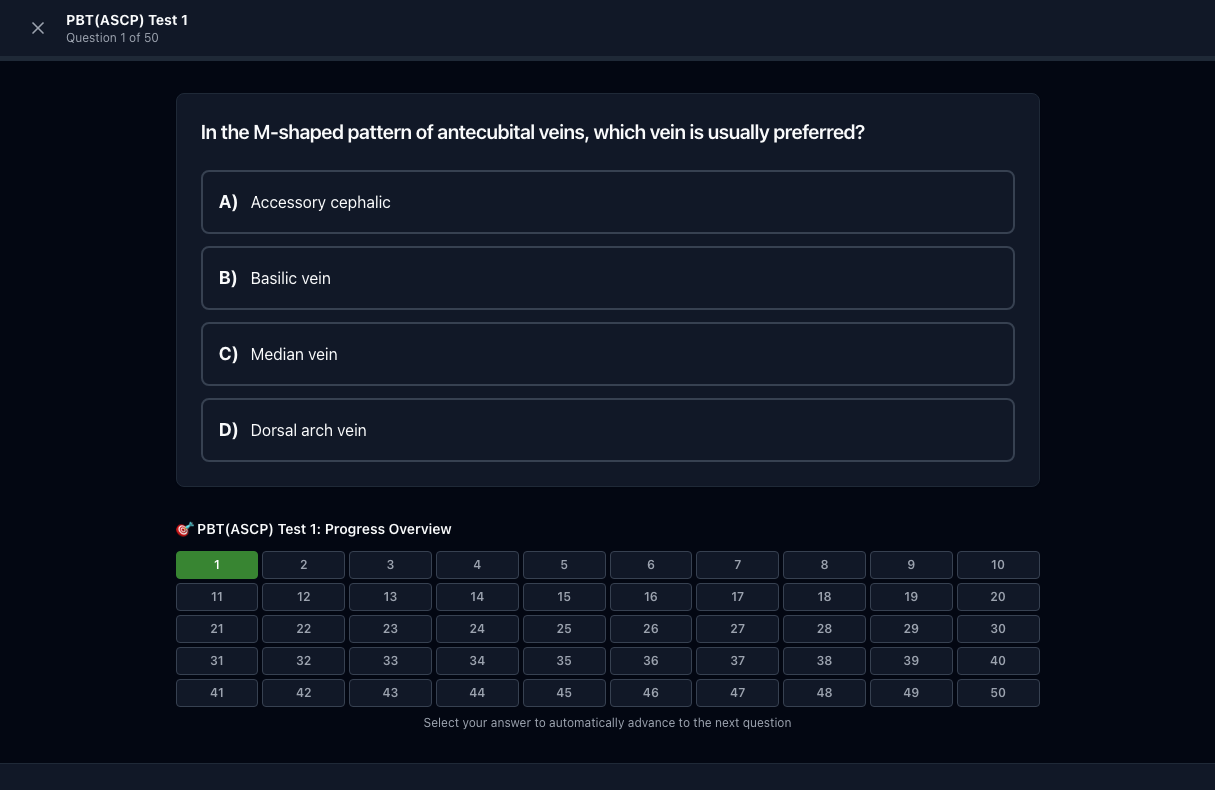 PBT(ASCP) Test 1
Question 1 of 50
In the M-shaped pattern of antecubital veins, which vein is usually preferred?
A) Accessory cephalic
B) Basilic vein
C) Median vein
D) Dorsal arch vein
PBT(ASCP) Test 1: Progress Overview
1 2 3 4 5 6 7 8 9 10
11 12 13 14 15 16 17 18 19 20
21 22 23 24 25 26 27 28 29 30
31 32 33 34 35 36 37 38 39 40
41 42 43 44 45 46 47 48 49 50
Select your answer to automatically advance to the next question